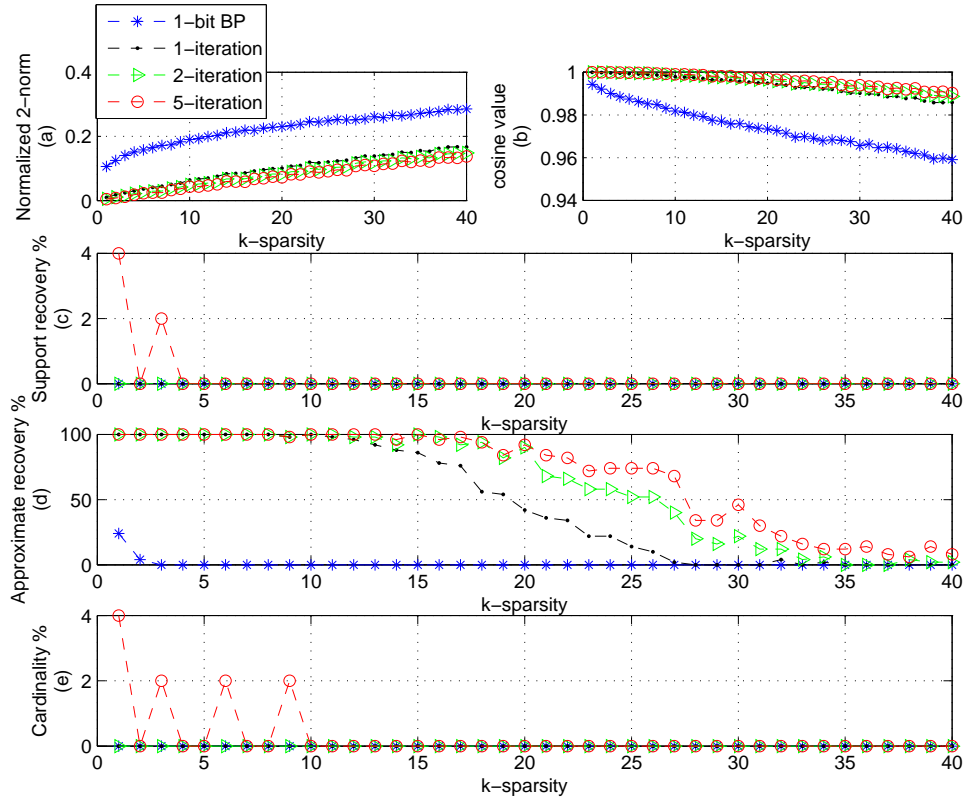 1−bit BP
1−iteration
2−iteration
5−iteration
Normalized 2−norm
(a)
0.4
0.2
0
10
20
30
40
k−sparsity
cosine value
(b)
1
0.98
0.96
0.94
0
10
20
30
40
k−sparsity
Support recovery %
(c)
4
2
0
0
5
10
15
20
25
30
35
40
k−sparsity
Approximate recovery %
(d)
100
50
0
0
5
10
15
20
25
30
35
40
k−sparsity
Cardinality %
(e)
4
2
0
0
5
10
15
20
25
30
35
40
k−sparsity